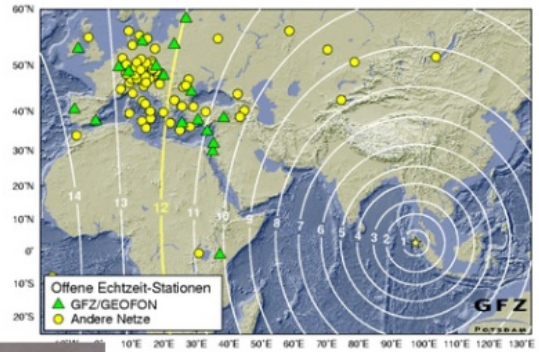 60°N
50°N
40°N
30°N
20°N
10°N
0°
10°S
20°S
14 13 12 11 10 9 8 7 6 5 4 3 2 1
Offene Echtzeit-Stationen
GFZ/GEOFON
Andere Netze
GFZ
POTSDAM
0° 10°E 20°E 30°E 40°E 50°E 60°E 70°E 80°E 90°E 100°E 110°E 120°E 130°E